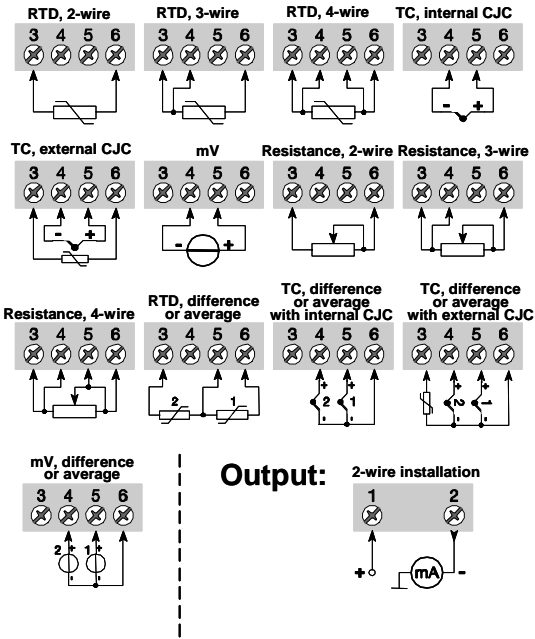 RTD, 2-wire
3 4 5 6
RTD, 3-wire
3 4 5 6
RTD, 4-wire
3 4 5 6
TC, internal CJC
3 4 5 6
- +
TC, external CJC
3 4 5 6
- +
mV
3 4 5 6
- +
Resistance, 2-wire
3 4 5 6
Resistance, 3-wire
3 4 5 6
Resistance, 4-wire
3 4 5 6
RTD, difference
or average
3 4 5 6
2 1
TC, difference
or average
with internal CJC
3 4 5 6
+ +
2 1
- -
TC, difference
or average
with external CJC
3 4 5 6
+ +
2 1
- -
mV, difference
or average
3 4 5 6
2 + 1 +
- -
Output:
2-wire installation
1 2
+ mA -